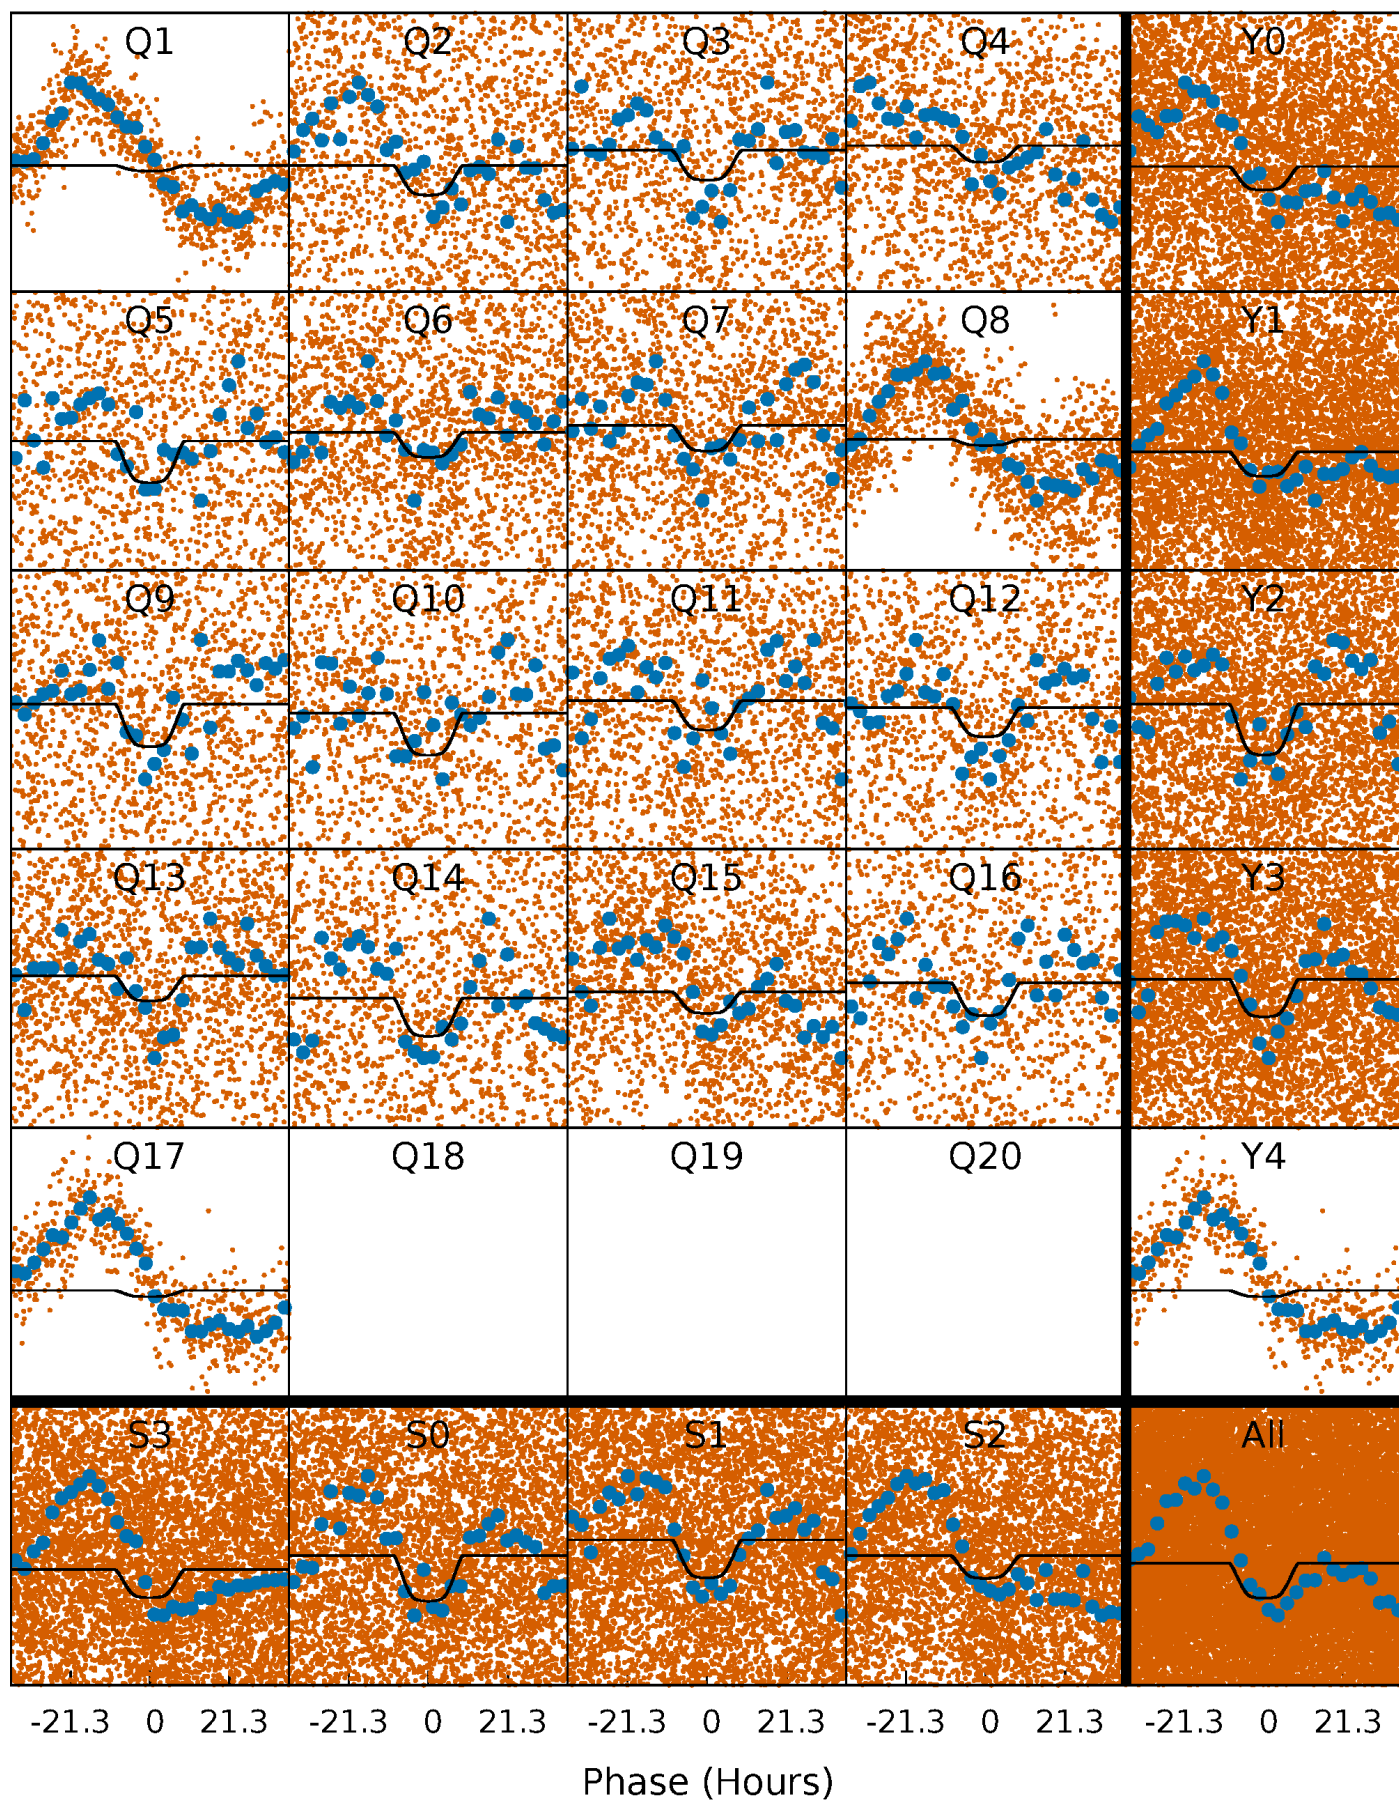 Q1 Q2 Q3 Q4 Y0
Q5 Q6 Q7 Q8 Y1
Q9 Q10 Q11 Q12 Y2
Q13 Q14 Q15 Q16 Y3
Q17 Q18 Q19 Q20 Y4
S3 S0 S1 S2 All
-21.3 0 21.3 -21.3 0 21.3 -21.3 0 21.3 -21.3 0 21.3 -21.3 0 21.3
Phase (Hours)